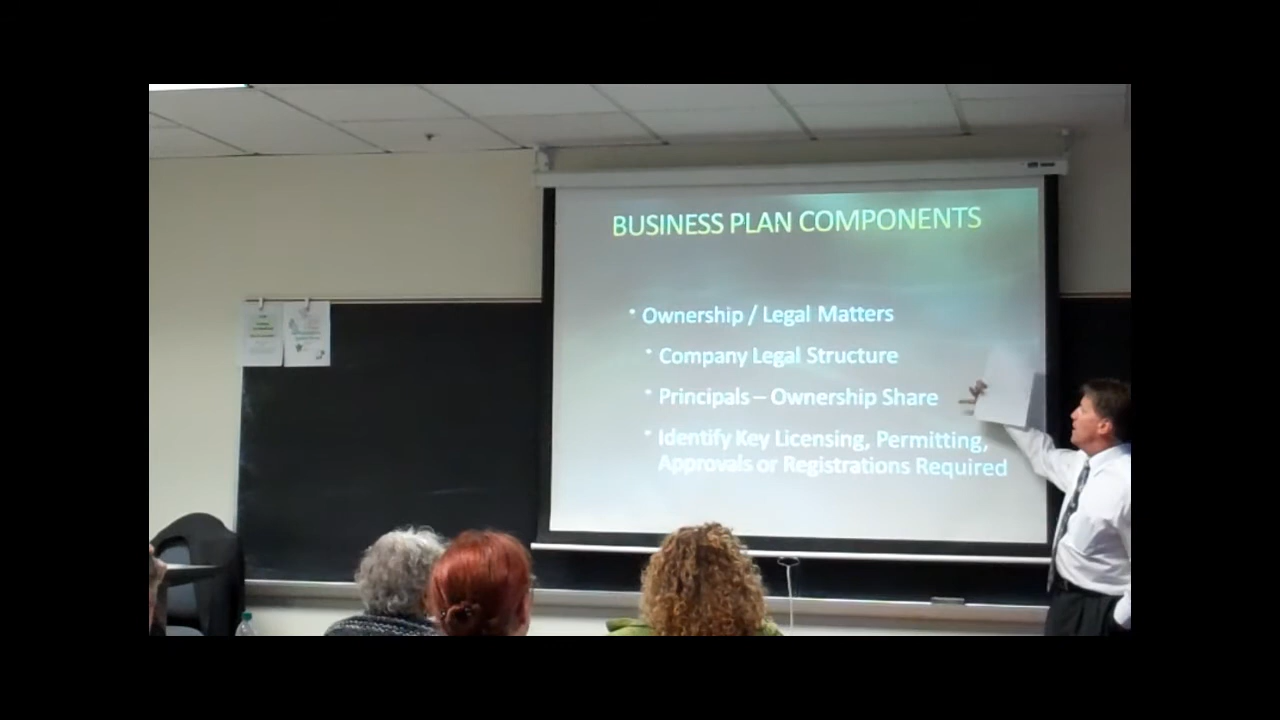 BUSINESS PLAN COMPONENTS
• Ownership / Legal Matters
• Company Legal Structure
• Principals – Ownership Share
• Identify Key Licensing, Permitting,
Approvals or Registrations Required